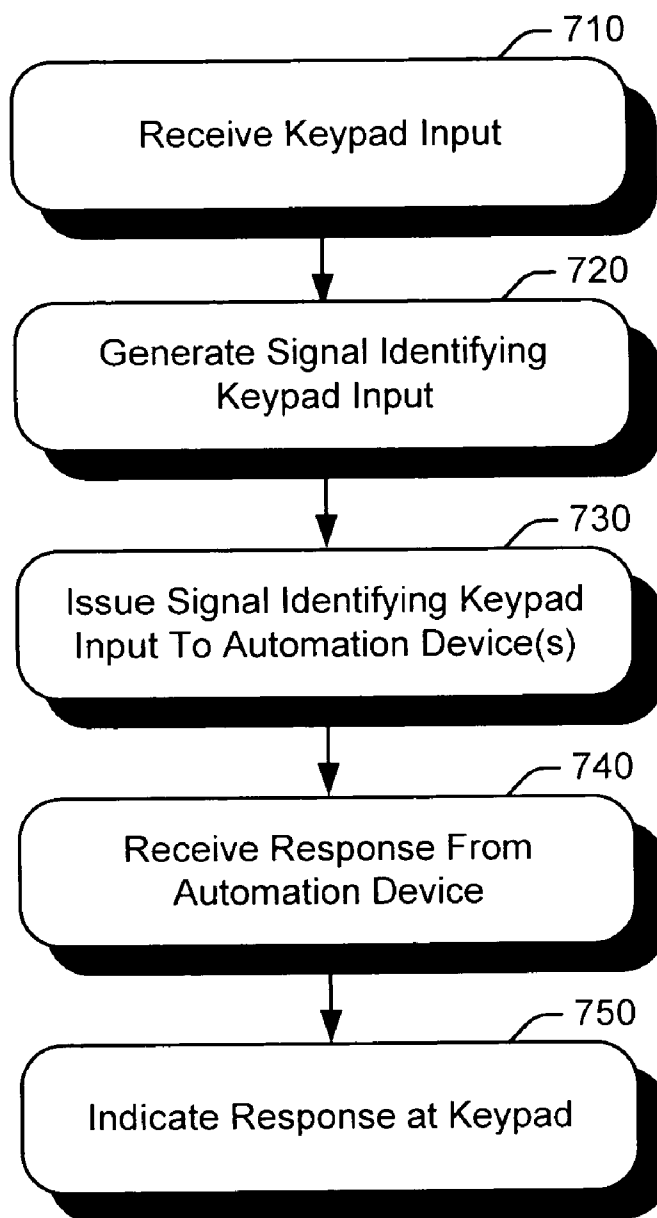 710
Receive Keypad Input
720
Generate Signal Identifying
Keypad Input
730
Issue Signal Identifying Keypad
Input To Automation Device(s)
740
Receive Response From
Automation Device
750
Indicate Response at Keypad